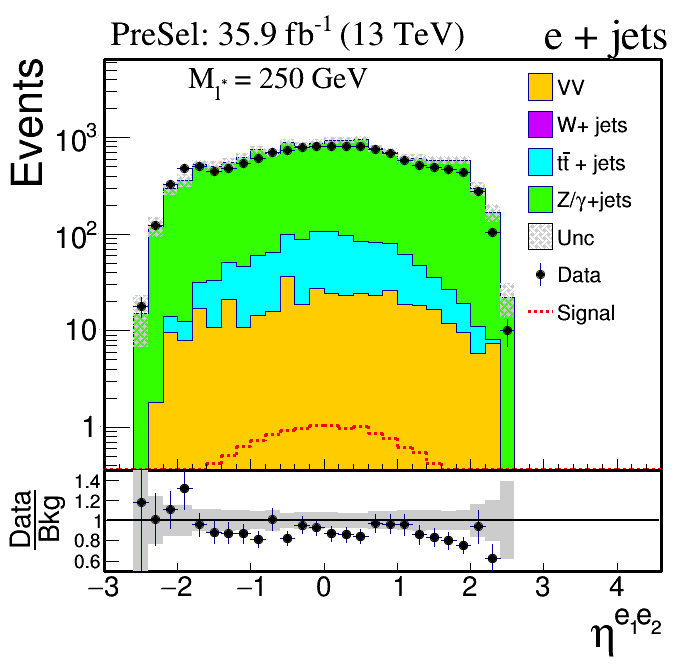 PreSel: 35.9 fb⁻¹ (13 TeV) e + jets
M_l* = 250 GeV
Events
10³
10²
10
1
VV
W+ jets
tt̄ + jets
Z/γ+jets
Unc
Data
Signal
Data
Bkg
1.4
1.2
1
0.8
0.6
−3 −2 −1 0 1 2 3 4
η^e₁e₂